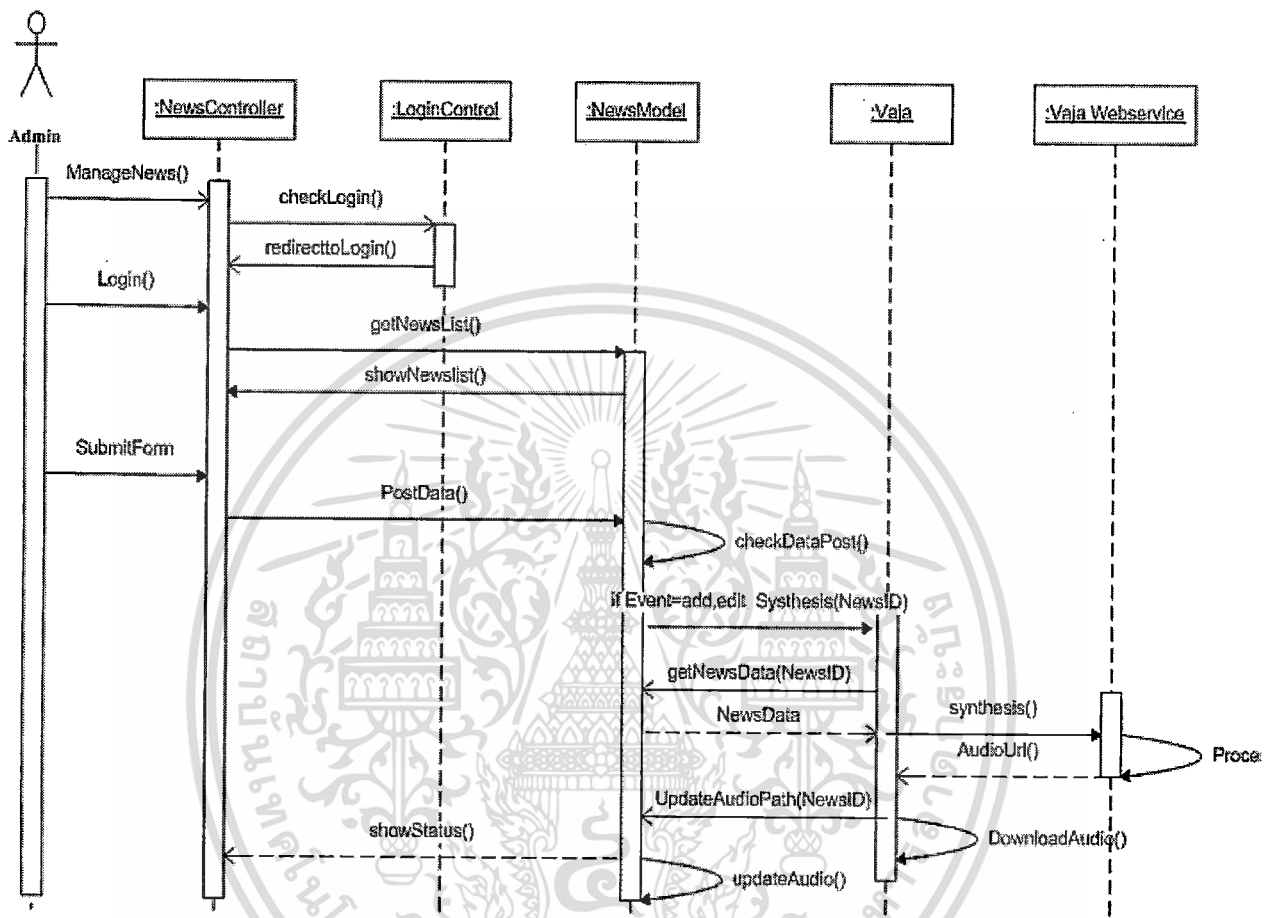 Admin
:NewsController
:LoginControl
:NewsModel
:Vaja
:Vaja Webservice
ManageNews()
checkLogin()
redirecttoLogin()
Login()
getNewsList()
showNewslist()
SubmitForm
PostData()
checkDataPost()
if Event=add,edit Systhesis(NewsID)
getNewsData(NewsID)
NewsData
synthesis()
AudioUrl()
Proce
UpdateAudioPath(NewsID)
showStatus()
DownloadAudio()
updateAudio()